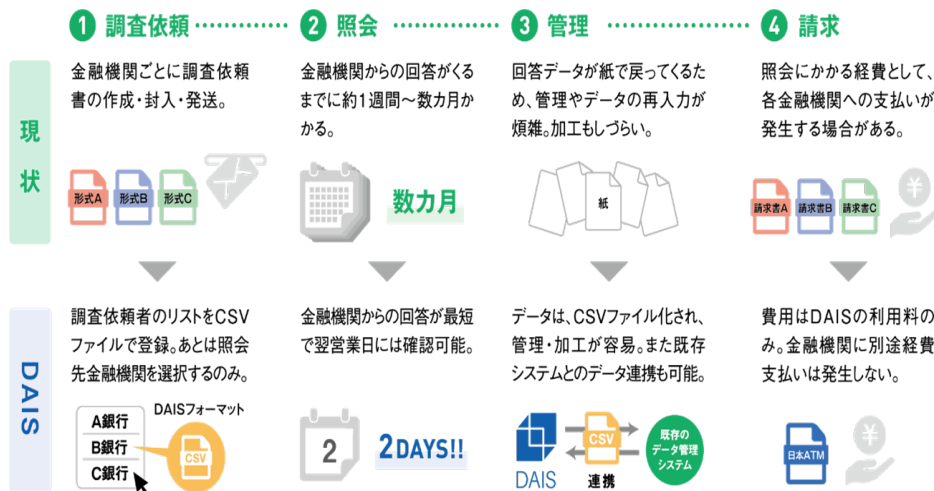 1 調査依頼
2 照会
3 管理
4 請求
現状
金融機関ごとに調査依頼
書の作成・封入・発送。
形式A 形式B 形式C
金融機関からの回答がくる
までに約1週間〜数カ月か
かる。
数カ月
回答データが紙で戻ってくるた
め、管理やデータの再入力が
煩雑。加工もしづらい。
紙
照会にかかる経費として、
各金融機関への支払いが
発生する場合がある。
請求書A 請求書B 請求書C
¥
DAIS
調査依頼者のリストをCSV
ファイルで登録。あとは照会
先金融機関を選択するのみ。
A銀行
B銀行
C銀行
DAISフォーマット
CSV
金融機関からの回答が最短
で翌営業日には確認可能。
2
2DAYS!!
データは、CSVファイル化され、
管理・加工が容易。また既存
システムとのデータ連携も可能。
DAIS
CSV
連携
既存の
データ管理
システム
費用はDAISの利用料の
み。金融機関に別途経費
支払いは発生しない。
日本ATM
¥